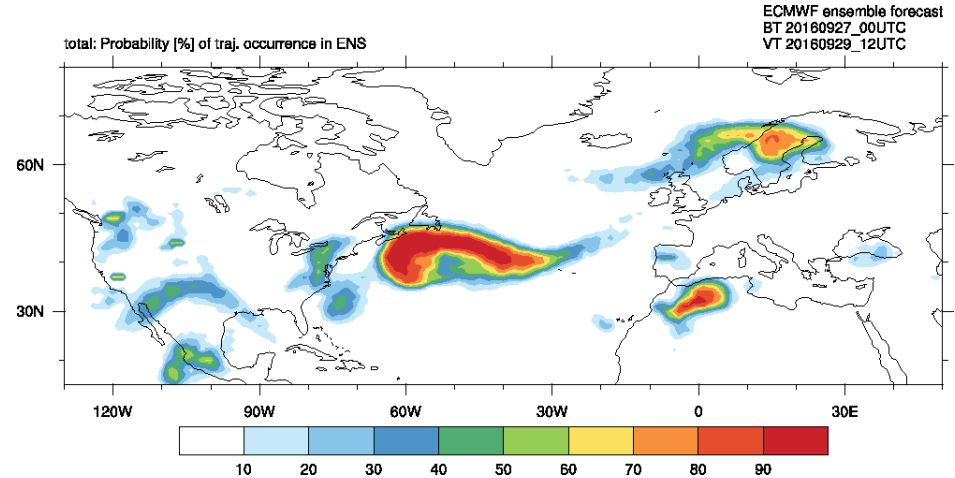 ECMWF ensemble forecast
BT 20160927_00UTC
VT 20160929_12UTC
total: Probability [%] of traj. occurrence in ENS
60N
30N
120W 90W 60W 30W 0 30E
10 20 30 40 50 60 70 80 90